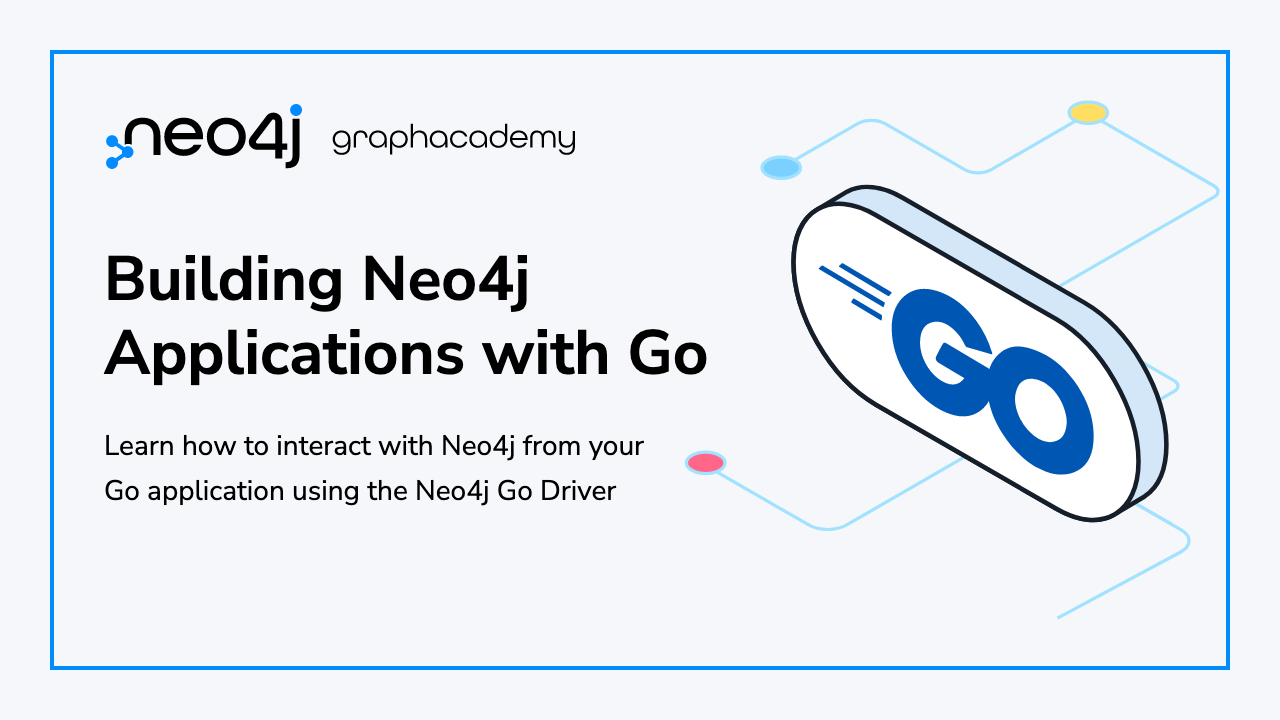 neo4j graphacademy
Building Neo4j
Applications with Go
Learn how to interact with Neo4j from your
Go application using the Neo4j Go Driver
GO